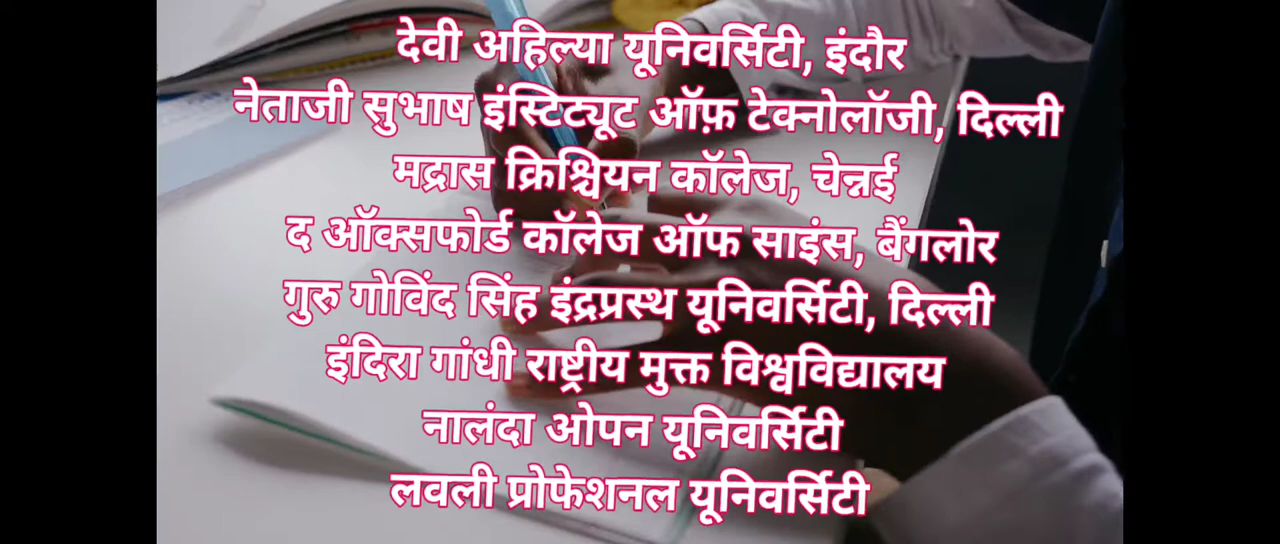 देवी अहिल्या यूनिवर्सिटी, इंदौर
नेताजी सुभाष इंस्टिट्यूट ऑफ़ टेक्नोलॉजी, दिल्ली
मद्रास क्रिश्चियन कॉलेज, चेन्नई
द ऑक्सफोर्ड कॉलेज ऑफ साइंस, बैंगलोर
गुरु गोविंद सिंह इंद्रप्रस्थ यूनिवर्सिटी, दिल्ली
इंदिरा गांधी राष्ट्रीय मुक्त विश्वविद्यालय
नालंदा ओपन यूनिवर्सिटी
लवली प्रोफेशनल यूनिवर्सिटी